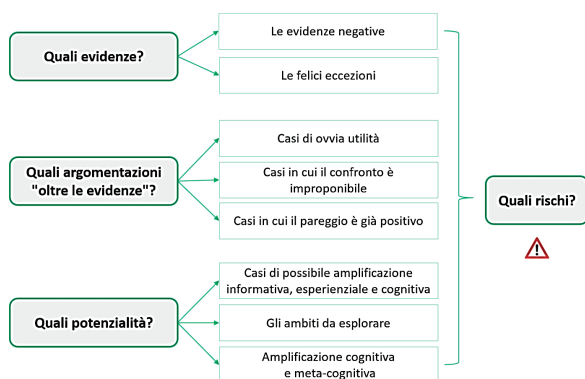 Quali evidenze?
Le evidenze negative
Le felici eccezioni
Quali argomentazioni
"oltre le evidenze"?
Casi di ovvia utilità
Casi in cui il confronto è
improponibile
Casi in cui il pareggio è già positivo
Quali potenzialità?
Casi di possibile amplificazione
informativa, esperienziale e cognitiva
Gli ambiti da esplorare
Amplificazione cognitiva
e meta-cognitiva
Quali rischi?